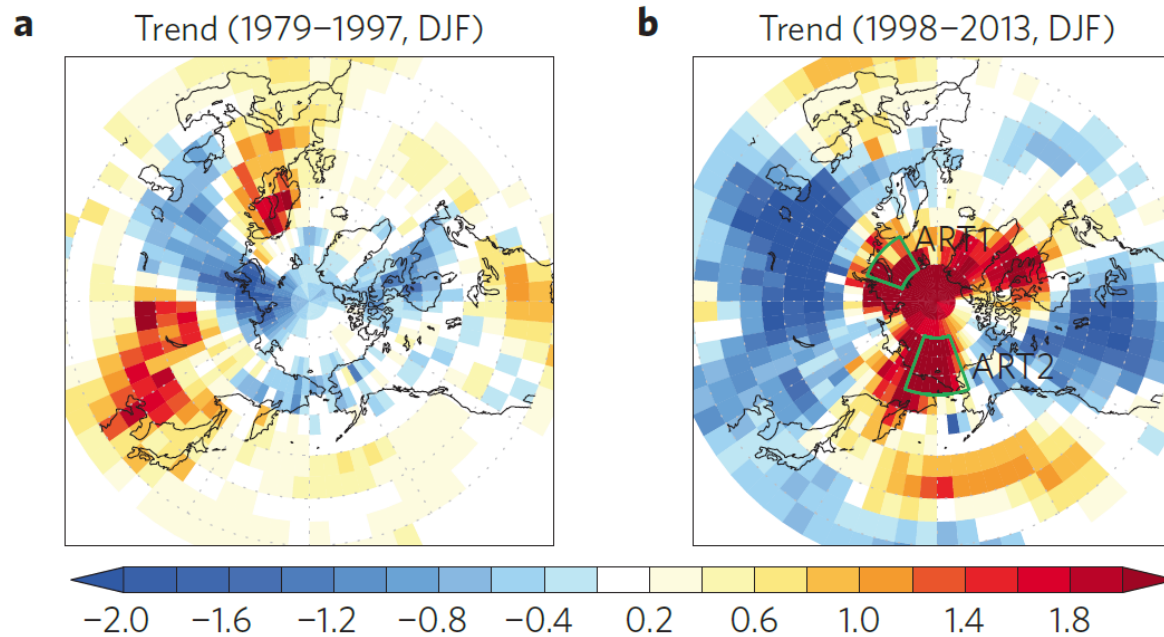 a Trend (1979–1997, DJF)
b Trend (1998–2013, DJF)
ART1
ART2
−2.0 −1.6 −1.2 −0.8 −0.4 0.2 0.6 1.0 1.4 1.8